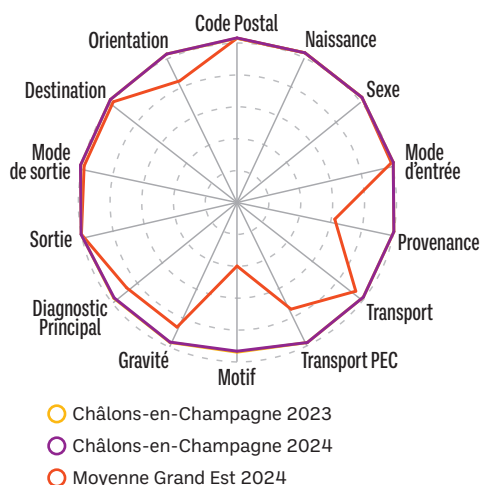 Code Postal
Naissance
Sexe
Mode
d'entrée
Provenance
Transport
Transport PEC
Motif
Gravité
Diagnostic
Principal
Sortie
Mode
de sortie
Destination
Orientation
Châlons-en-Champagne 2023
Châlons-en-Champagne 2024
Moyenne Grand Est 2024